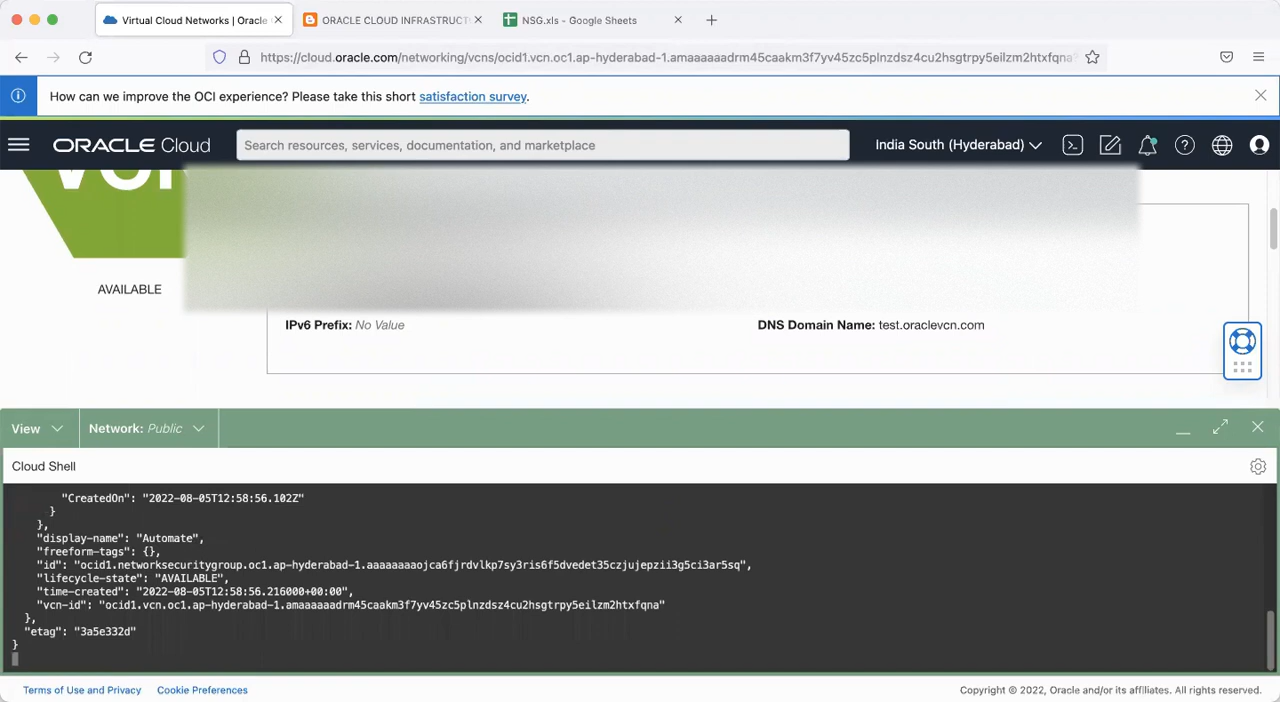 Virtual Cloud Networks | Oracle
ORACLE CLOUD INFRASTRUCT
NSG.xls - Google Sheets
https://cloud.oracle.com/networking/vcns/ocid1.vcn.oc1.ap-hyderabad-1.amaaaaaadrm45caakm3f7yv45zc5plnzdsz4cu2hsgtrpy5eilzm2htxfqna?
How can we improve the OCI experience? Please take this short satisfaction survey.
ORACLE Cloud
Search resources, services, documentation, and marketplace
India South (Hyderabad)
AVAILABLE
IPv6 Prefix: No Value
DNS Domain Name: test.oraclevcn.com
View
Network: Public
Cloud Shell
"CreatedOn": "2022-08-05T12:58:56.102Z"
}
},
"display-name": "Automate",
"freeform-tags": {},
"id": "ocid1.networksecuritygroup.oc1.ap-hyderabad-1.aaaaaaaaojca6fjrdvlkp7sy3ris6f5dvedet35czjujepzii3g5ci3ar5sq",
"lifecycle-state": "AVAILABLE",
"time-created": "2022-08-05T12:58:56.216000+00:00",
"vcn-id": "ocid1.vcn.oc1.ap-hyderabad-1.amaaaaaadrm45caakm3f7yv45zc5plnzdsz4cu2hsgtrpy5eilzm2htxfqna"
},
"etag": "3a5e332d"
}
Terms of Use and Privacy
Cookie Preferences
Copyright © 2022, Oracle and/or its affiliates. All rights reserved.